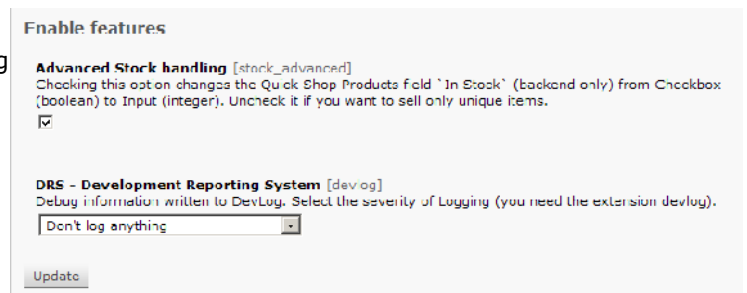 Enable features
g
Advanced Stock handling [stock_advanced]
Checking this option changes the Quick Shop Products field `In Stock` (backend only) from Checkbox
(boolean) to Input (integer). Uncheck it if you want to sell only unique items.
DRS - Development Reporting System [devlog]
Debug information written to DevLog. Select the severity of Logging (you need the extension devlog).
Don't log anything
Update